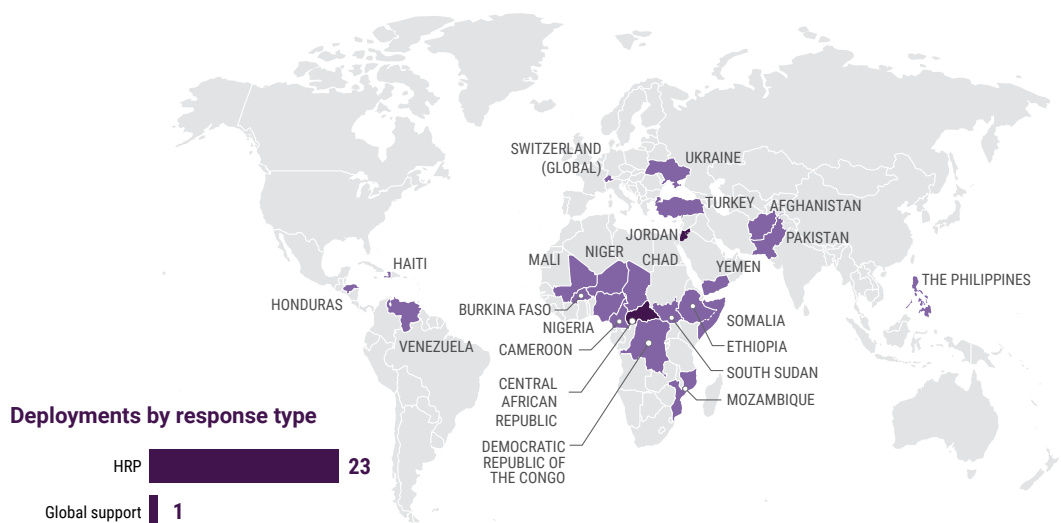 SWITZERLAND
(GLOBAL)
UKRAINE
TURKEY
AFGHANISTAN
JORDAN
PAKISTAN
MALI
NIGER
CHAD
YEMEN
HAITI
THE PHILIPPINES
HONDURAS
BURKINA FASO
NIGERIA
SOMALIA
VENEZUELA
CAMEROON
ETHIOPIA
SOUTH SUDAN
CENTRAL
AFRICAN
REPUBLIC
MOZAMBIQUE
DEMOCRATIC
REPUBLIC OF
THE CONGO
Deployments by response type
HRP 23
Global support 1